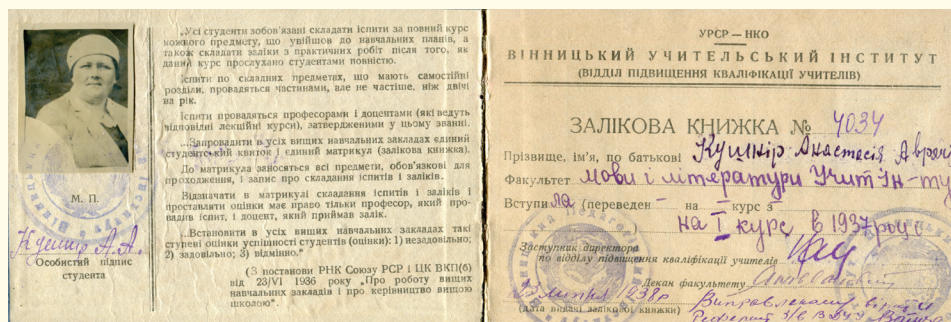 „Усі студенти зобов'язані складати іспити за повний курс
кожного предмету, що увійшов до навчальних планів, а
також складати заліки з практичних робіт після того, як
даний курс прослухано студентами повністю.
Іспити по складних предметах, що мають самостійні
розділи, провадяться частинами, але не частіше, ніж двічі
на рік.
Іспити провадяться професорами і доцентами (які ведуть
відповідні лекційні курси), затвердженими у цьому званні.
...Запровадити в усіх вищих навчальних закладах єдиний
студентський квиток і єдиний матрикул (залікова книжка).
До матрикула заносяться всі предмети, обов'язкові для
проходження, і запис про складання іспитів і заліків.
Відзначати в матрикулі складання іспитів і заліків і
проставляти оцінки має право тільки професор, який про-
вадив іспит, і доцент, який приймав залік.
...Встановити в усіх вищих навчальних закладах такі
ступені оцінки успішності студентів (оцінки): 1) незадовільно;
2) задовільно; 3) відмінно."
(З постанови РНК Союзу РСР і ЦК ВКП(б)
від 23/VI 1936 року „Про роботу вищих
навчальних закладів і про керівництво вищою
школою".
М. П.
Кушнір А.А.
Особистий підпис
студента
УРСР — НКО
ВІННИЦЬКИЙ УЧИТЕЛЬСЬКИЙ ІНСТИТУТ
(ВІДДІЛ ПІДВИЩЕННЯ КВАЛІФІКАЦІЇ УЧИТЕЛІВ)
ЗАЛІКОВА КНИЖКА № 4034
Прізвище, ім'я, по батькові Кушнір Анастасія
Факультет Мови і літератури Учит Ін-ту
Вступила (переведен — на — курс з
) на I курс в 1937 році
Заступник директора
по відділу підвищення кваліфікації учителів
Декан факультету
липня 1938р
(дата видачі залікової книжки)